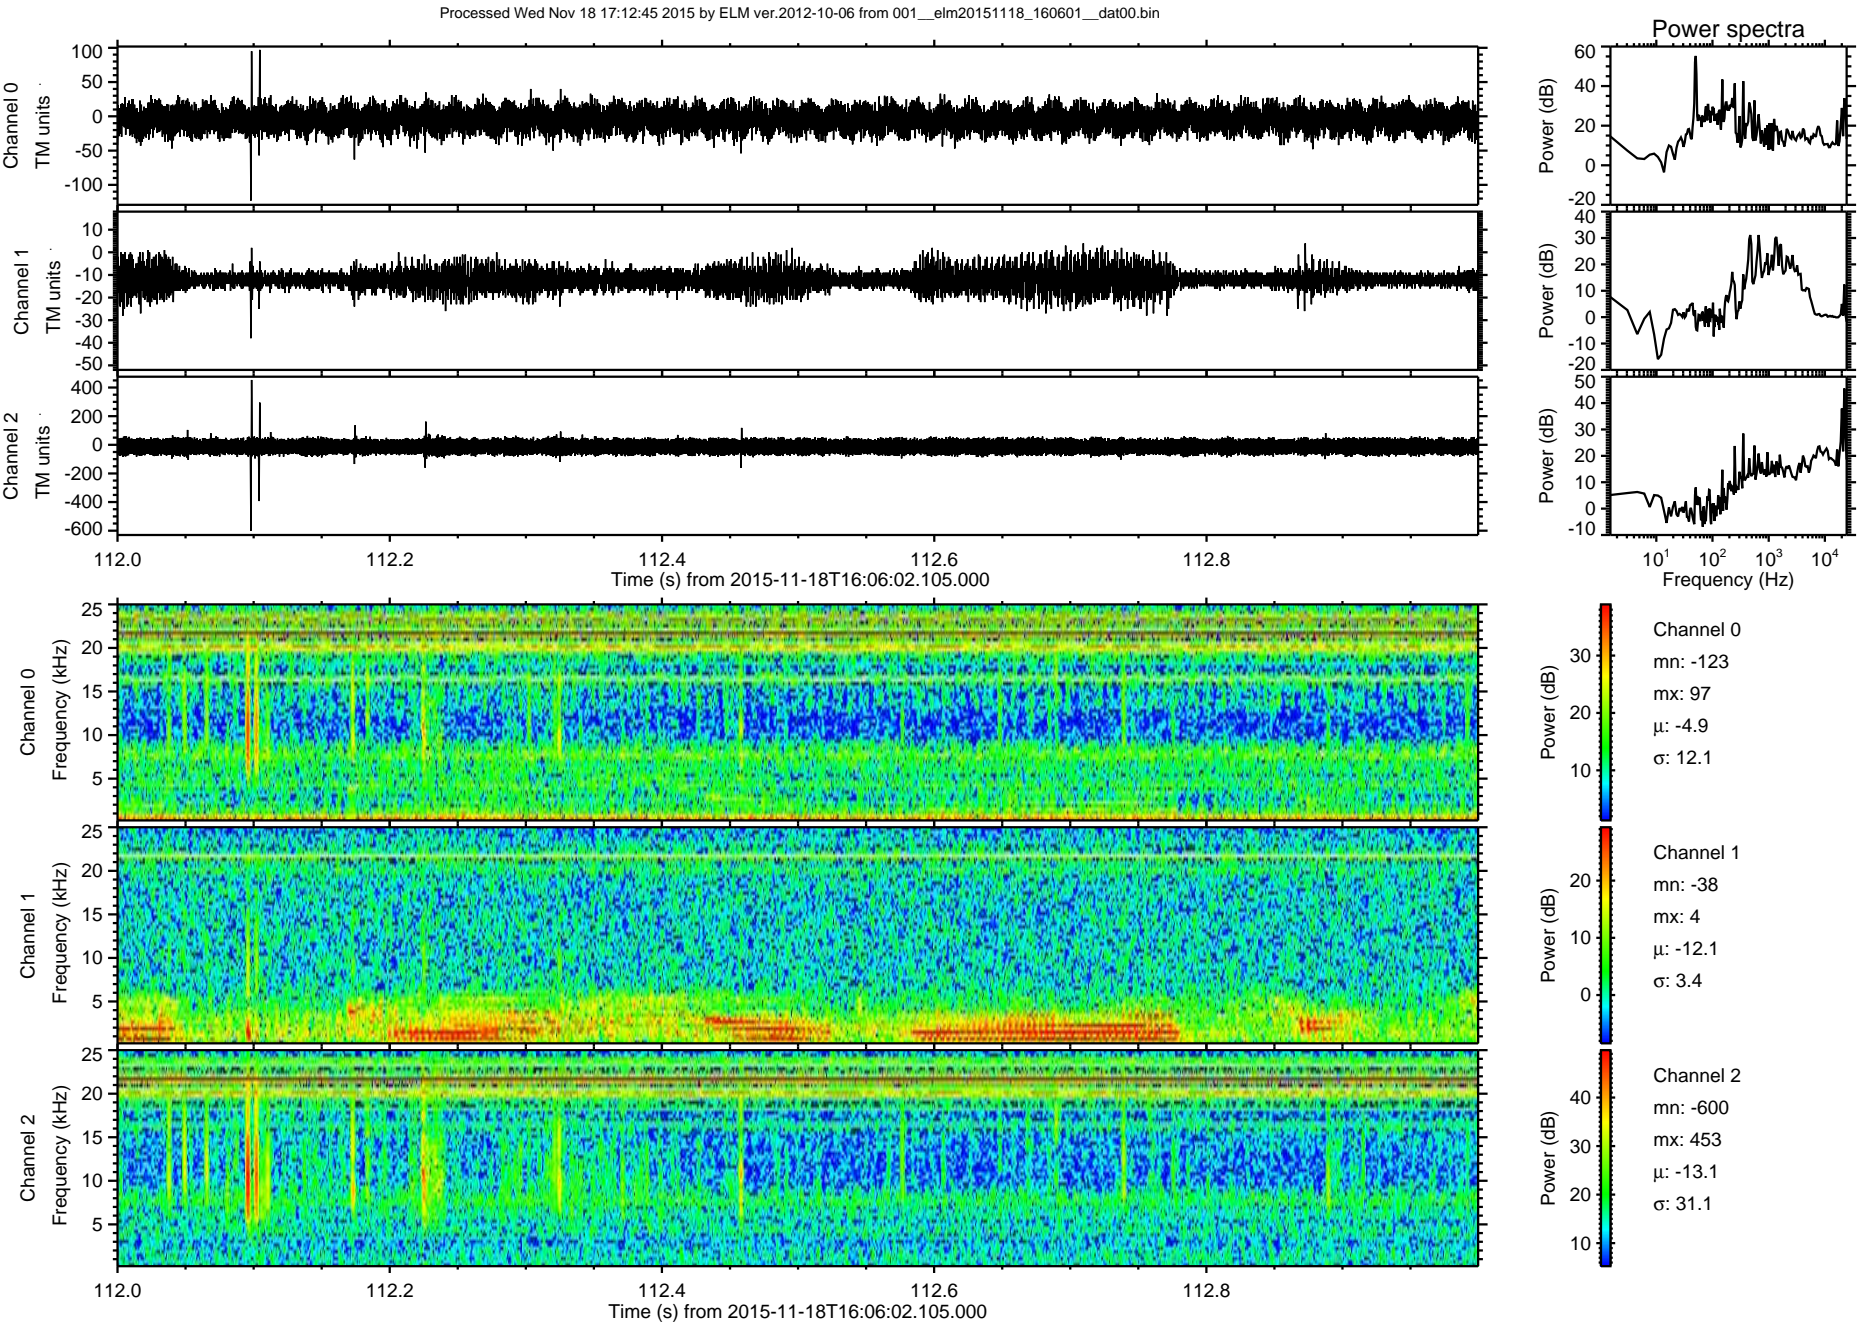 Processed Wed Nov 18 17:12:45 2015 by ELM ver.2012-10-06 from 001__elm20151118_160601__dat00.bin
Power spectra
Channel 0
TM units
100
50
0
-50
-100
Power (dB)
60
40
20
0
-20
Channel 1
TM units
10
0
-10
-20
-30
-40
-50
Power (dB)
40
30
20
10
0
-10
-20
Channel 2
TM units
400
200
0
-200
-400
-600
Power (dB)
50
40
30
20
10
0
-10
112.0 112.2 112.4 112.6 112.8
Time (s) from 2015-11-18T16:06:02.105.000
10¹ 10² 10³ 10⁴
Frequency (Hz)
Channel 0
Frequency (kHz)
25
20
15
10
5
Power (dB)
30
20
10
Channel 0
mn: -123
mx: 97
μ: -4.9
σ: 12.1
Channel 1
Frequency (kHz)
25
20
15
10
5
Power (dB)
20
10
0
Channel 1
mn: -38
mx: 4
μ: -12.1
σ: 3.4
Channel 2
Frequency (kHz)
25
20
15
10
5
Power (dB)
40
30
20
10
Channel 2
mn: -600
mx: 453
μ: -13.1
σ: 31.1
112.0 112.2 112.4 112.6 112.8
Time (s) from 2015-11-18T16:06:02.105.000